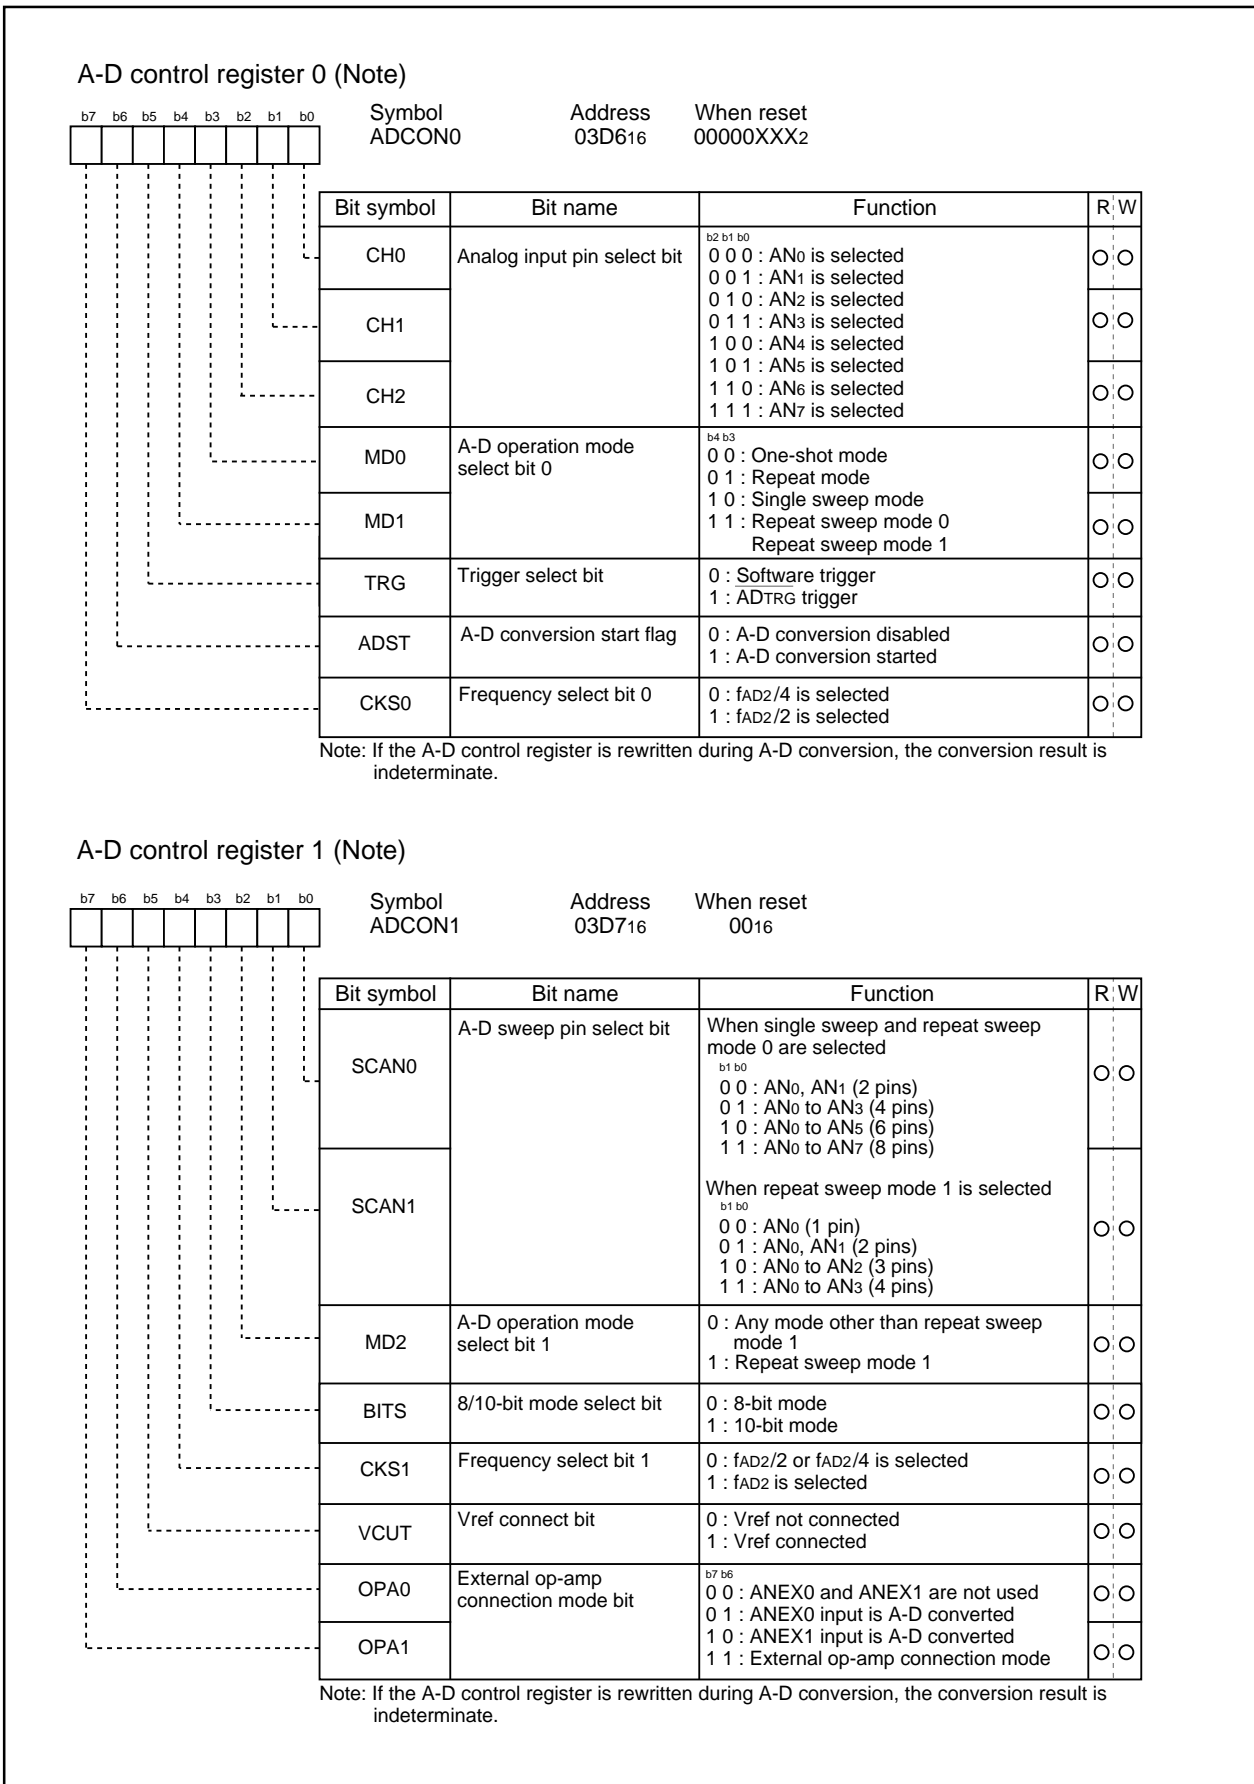 A-D control register 0 (Note)
b7 b6 b5 b4 b3 b2 b1 b0
Symbol Address When reset
ADCON0 03D616 00000XXX2
Bit symbol Bit name Function R W
CH0 Analog input pin select bit
b2 b1 b0
0 0 0 : AN0 is selected
0 0 1 : AN1 is selected
0 1 0 : AN2 is selected
CH1
0 1 1 : AN3 is selected
1 0 0 : AN4 is selected
1 0 1 : AN5 is selected
CH2
1 1 0 : AN6 is selected
1 1 1 : AN7 is selected
MD0 A-D operation mode
select bit 0
b4 b3
0 0 : One-shot mode
0 1 : Repeat mode
1 0 : Single sweep mode
MD1
1 1 : Repeat sweep mode 0
Repeat sweep mode 1
TRG Trigger select bit 0 : Software trigger
1 : ADTRG trigger
ADST A-D conversion start flag 0 : A-D conversion disabled
1 : A-D conversion started
CKS0 Frequency select bit 0 0 : fAD2/4 is selected
1 : fAD2/2 is selected
Note: If the A-D control register is rewritten during A-D conversion, the conversion result is
indeterminate.
A-D control register 1 (Note)
b7 b6 b5 b4 b3 b2 b1 b0
Symbol Address When reset
ADCON1 03D716 0016
Bit symbol Bit name Function R W
SCAN0 A-D sweep pin select bit When single sweep and repeat sweep
mode 0 are selected
b1 b0
0 0 : AN0, AN1 (2 pins)
0 1 : AN0 to AN3 (4 pins)
1 0 : AN0 to AN5 (6 pins)
1 1 : AN0 to AN7 (8 pins)
SCAN1
When repeat sweep mode 1 is selected
b1 b0
0 0 : AN0 (1 pin)
0 1 : AN0, AN1 (2 pins)
1 0 : AN0 to AN2 (3 pins)
1 1 : AN0 to AN3 (4 pins)
MD2 A-D operation mode
select bit 1
0 : Any mode other than repeat sweep
mode 1
1 : Repeat sweep mode 1
BITS 8/10-bit mode select bit 0 : 8-bit mode
1 : 10-bit mode
CKS1 Frequency select bit 1 0 : fAD2/2 or fAD2/4 is selected
1 : fAD2 is selected
VCUT Vref connect bit 0 : Vref not connected
1 : Vref connected
OPA0 External op-amp
connection mode bit
b7 b6
0 0 : ANEX0 and ANEX1 are not used
0 1 : ANEX0 input is A-D converted
OPA1
1 0 : ANEX1 input is A-D converted
1 1 : External op-amp connection mode
Note: If the A-D control register is rewritten during A-D conversion, the conversion result is
indeterminate.